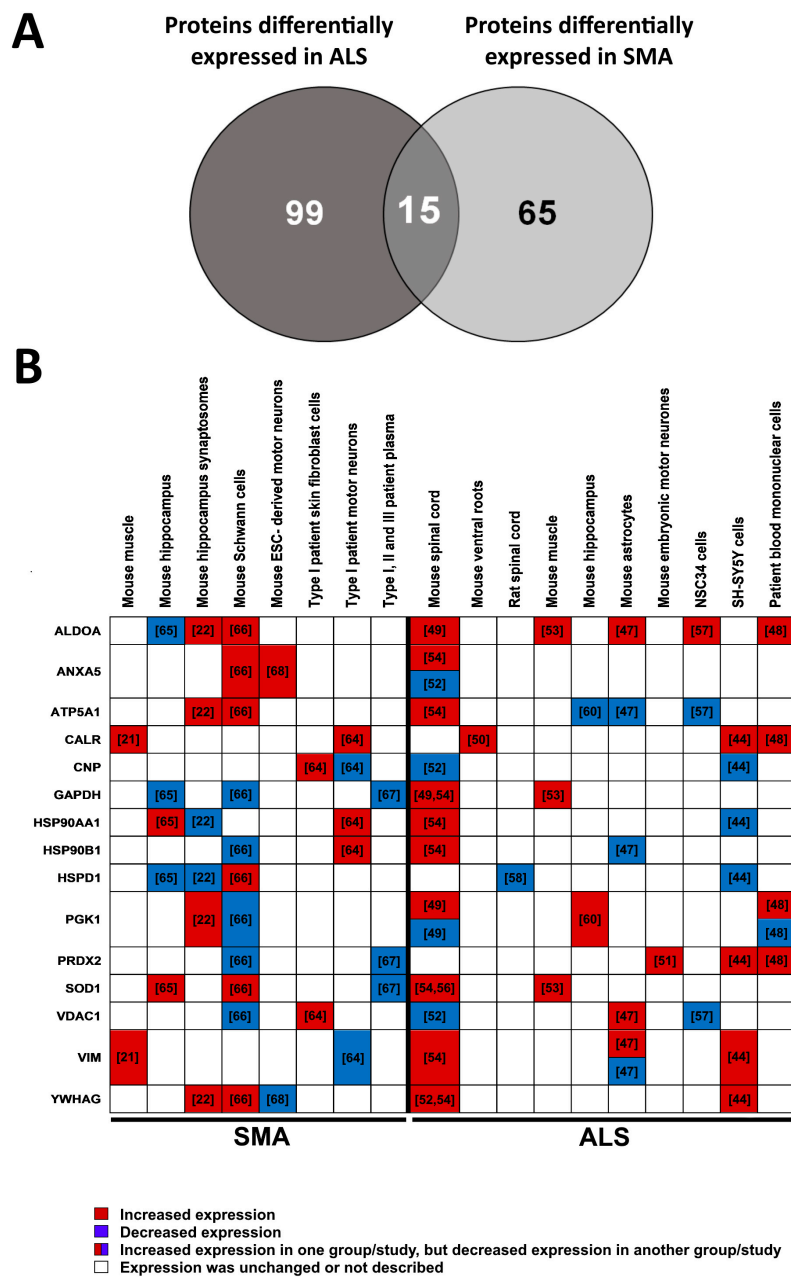 A
Proteins differentially
expressed in ALS
Proteins differentially
expressed in SMA
99
15
65
B
Mouse muscle
Mouse hippocampus
Mouse hippocampus synaptosomes
Mouse Schwann cells
Mouse ESC- derived motor neurons
Type I patient skin fibroblast cells
Type I patient motor neurons
Type I, II and III patient plasma
Mouse spinal cord
Mouse ventral roots
Rat spinal cord
Mouse muscle
Mouse hippocampus
Mouse astrocytes
Mouse embryonic motor neurones
NSC34 cells
SH-SY5Y cells
Patient blood mononuclear cells
ALDOA [65] [22] [66] [49] [53] [47] [57] [48]
ANXA5 [66] [68] [54] [52]
ATP5A1 [22] [66] [54] [60] [47] [57]
CALR [21] [64] [50] [44] [48]
CNP [64] [64] [52] [44]
GAPDH [65] [66] [67] [49,54] [53]
HSP90AA1 [65] [22] [64] [54] [44]
HSP90B1 [66] [64] [54] [47]
HSPD1 [65] [22] [66] [58] [44]
PGK1 [22] [66] [49] [49] [60] [48] [48]
PRDX2 [66] [67] [51] [44] [48]
SOD1 [65] [66] [67] [54,56] [53]
VDAC1 [66] [64] [52] [47] [57]
VIM [21] [64] [54] [47] [47] [44]
YWHAG [22] [66] [68] [52,54] [44]
SMA
ALS
Increased expression
Decreased expression
Increased expression in one group/study, but decreased expression in another group/study
Expression was unchanged or not described